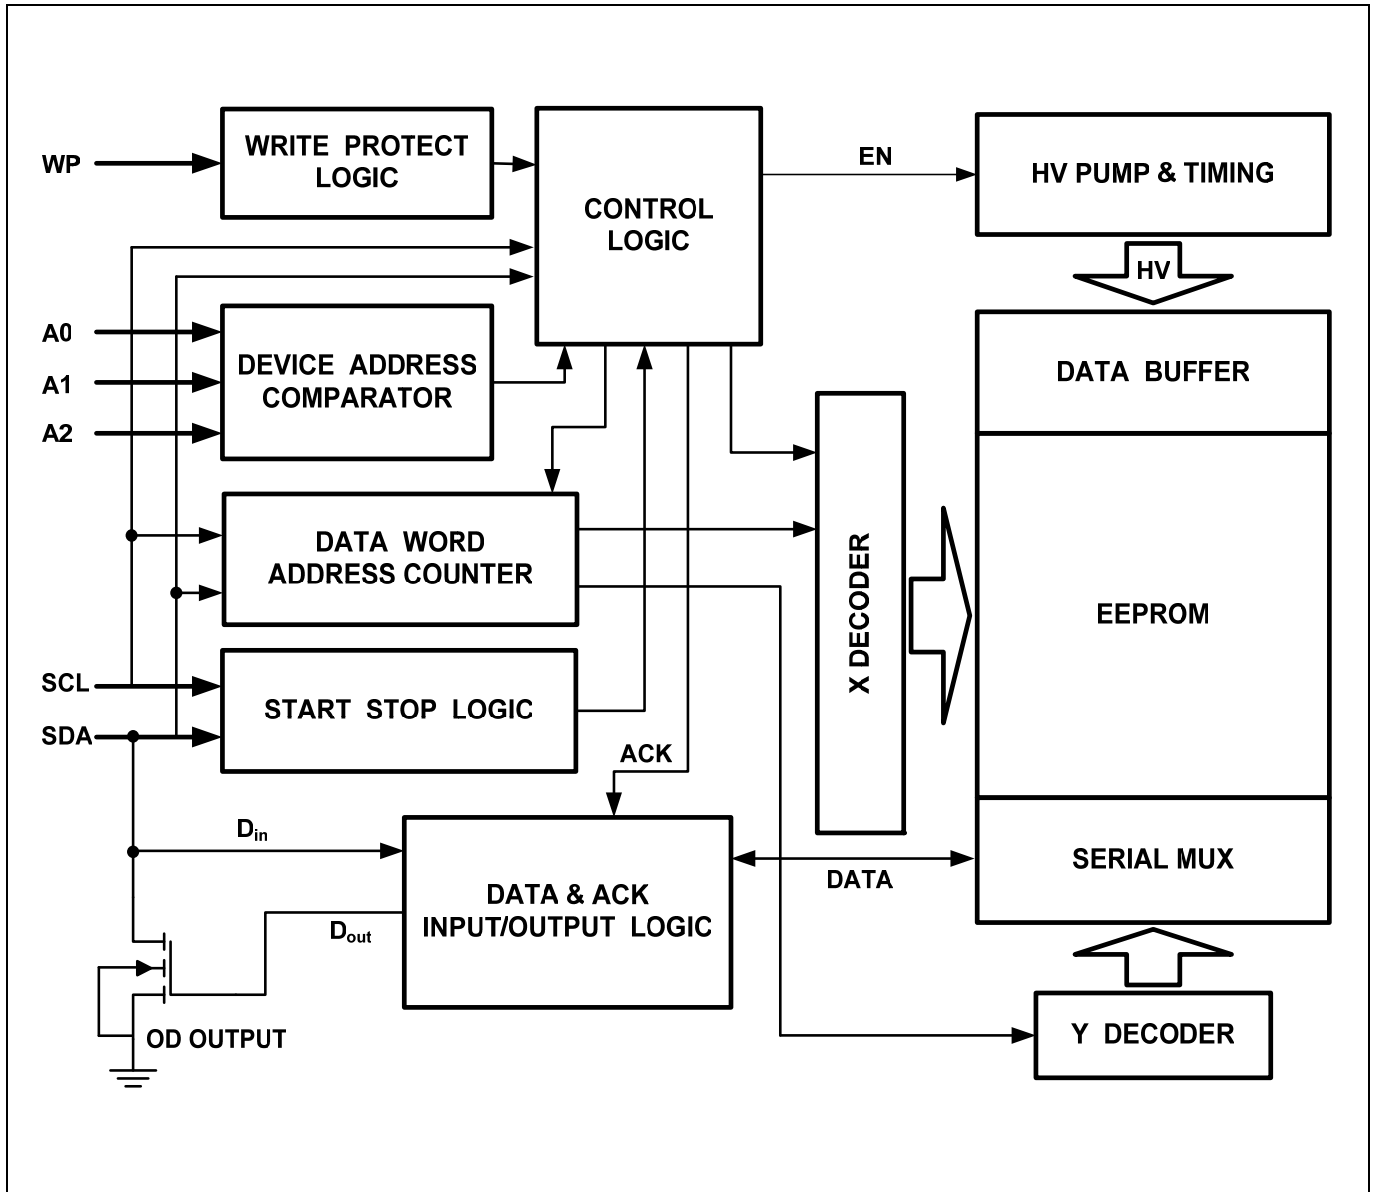 WP
WRITE PROTECT
LOGIC
CONTROL
LOGIC
EN
HV PUMP & TIMING
HV
A0
A1
A2
DEVICE ADDRESS
COMPARATOR
DATA BUFFER
DATA WORD
ADDRESS COUNTER
X DECODER
EEPROM
SCL
SDA
START STOP LOGIC
ACK
Din
DATA & ACK
INPUT/OUTPUT LOGIC
Dout
DATA
SERIAL MUX
OD OUTPUT
Y DECODER